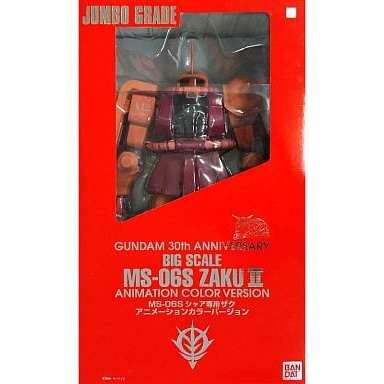 JUMBO GRADE
GUNDAM 30th ANNIVERSARY
BIG SCALE
MS-06S ZAKU II
ANIMATION COLOR VERSION
MS-06S シャア専用ザク
アニメーションカラーバージョン
BAN
DAI